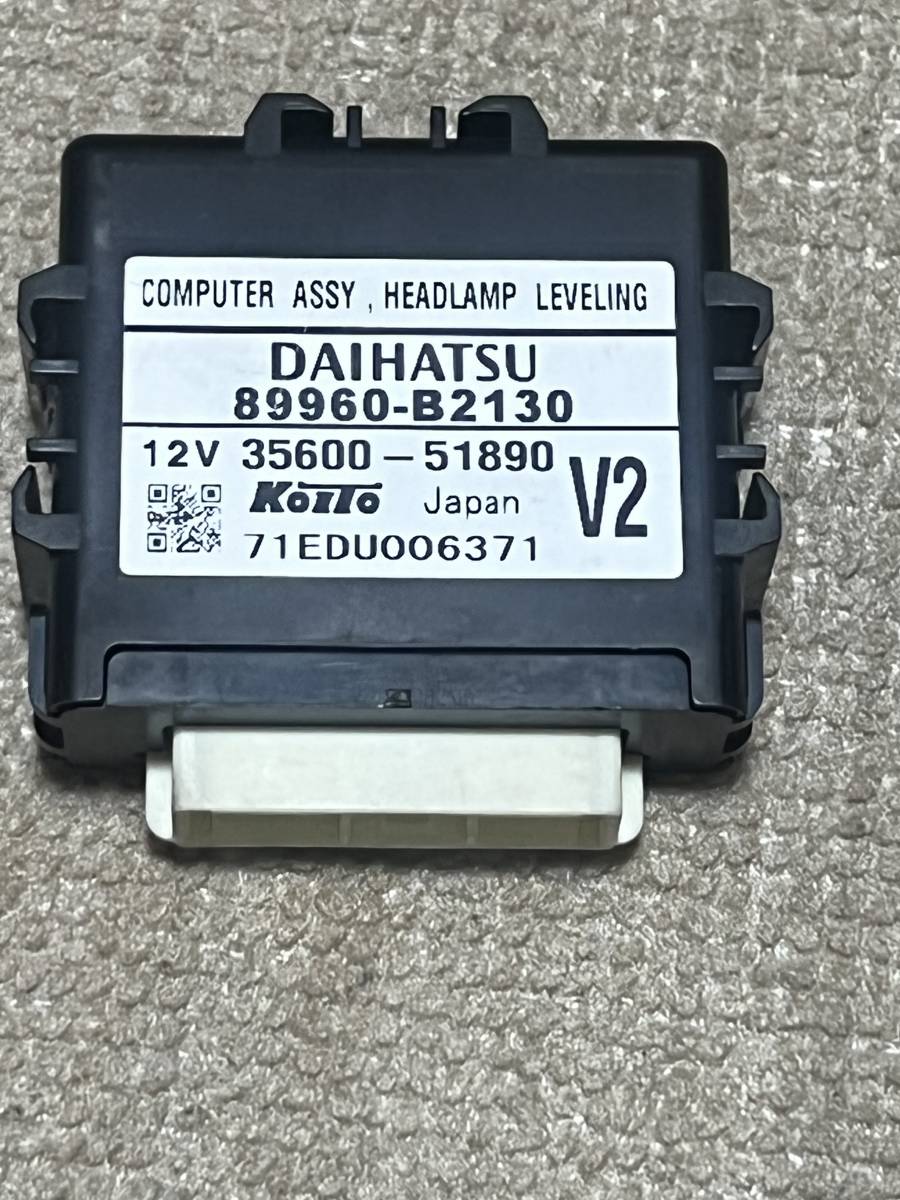 COMPUTER ASSY , HEADLAMP LEVELING
DAIHATSU
89960-B2130
12V 35600-51890
KOITO Japan V2
71EDU006371